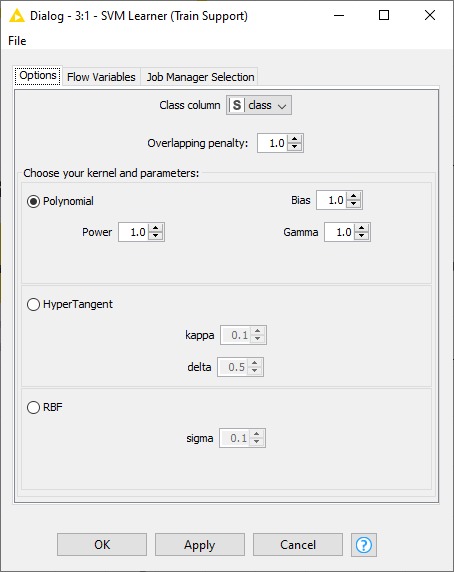 Dialog - 3:1 - SVM Learner (Train Support)
File
Options Flow Variables Job Manager Selection
Class column S class
Overlapping penalty: 1.0
Choose your kernel and parameters:
Polynomial Bias 1.0
Power 1.0 Gamma 1.0
HyperTangent
kappa 0.1
delta 0.5
RBF
sigma 0.1
OK Apply Cancel ?